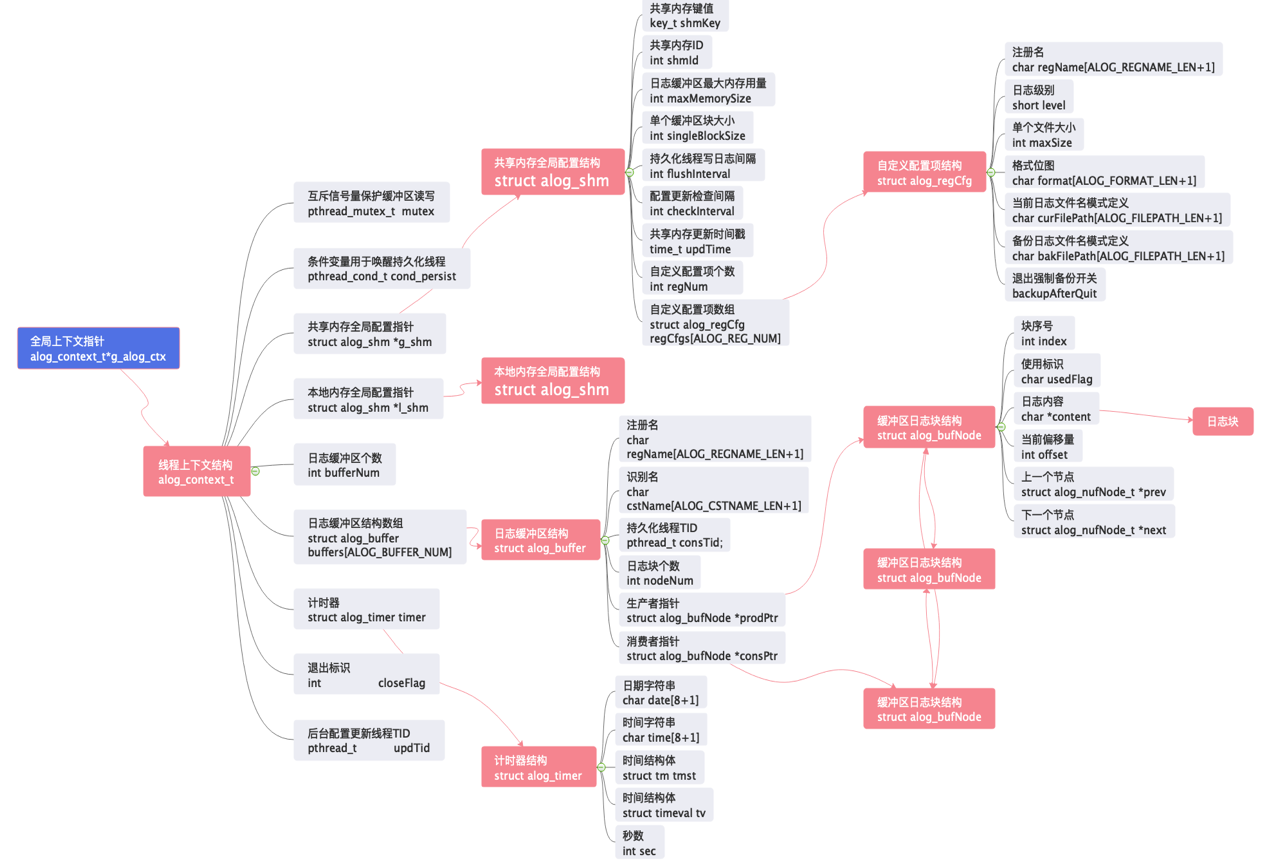 全局上下文指针
alog_context_t*g_alog_ctx
线程上下文结构
alog_context_t
互斥信号量保护缓冲区读写
pthread_mutex_t mutex
条件变量用于唤醒持久化线程
pthread_cond_t cond_persist
共享内存全局配置指针
struct alog_shm *g_shm
本地内存全局配置指针
struct alog_shm *l_shm
日志缓冲区个数
int bufferNum
日志缓冲区结构数组
struct alog_buffer
buffers[ALOG_BUFFER_NUM]
计时器
struct alog_timer timer
退出标识
int closeFlag
后台配置更新线程TID
pthread_t updTid
共享内存全局配置结构
struct alog_shm
共享内存键值
key_t shmKey
共享内存ID
int shmId
日志缓冲区最大内存用量
int maxMemorySize
单个缓冲区块大小
int singleBlockSize
持久化线程写日志间隔
int flushInterval
配置更新检查间隔
int checkInterval
共享内存更新时间戳
time_t updTime
自定义配置项个数
int regNum
自定义配置项数组
struct alog_regCfg
regCfgs[ALOG_REG_NUM]
自定义配置项结构
struct alog_regCfg
注册名
char regName[ALOG_REGNAME_LEN+1]
日志级别
short level
单个文件大小
int maxSize
格式位图
char format[ALOG_FORMAT_LEN+1]
当前日志文件名模式定义
char curFilePath[ALOG_FILEPATH_LEN+1]
备份日志文件名模式定义
char bakFilePath[ALOG_FILEPATH_LEN+1]
退出强制备份开关
backupAfterQuit
本地内存全局配置结构
struct alog_shm
日志缓冲区结构
struct alog_buffer
注册名
char
regName[ALOG_REGNAME_LEN+1]
识别名
char
cstName[ALOG_CSTNAME_LEN+1]
持久化线程TID
pthread_t consTid;
日志块个数
int nodeNum
生产者指针
struct alog_bufNode *prodPtr
消费者指针
struct alog_bufNode *consPtr
缓冲区日志块结构
struct alog_bufNode
块序号
int index
使用标识
char usedFlag
日志内容
char *content
当前偏移量
int offset
上一个节点
struct alog_nufNode_t *prev
下一个节点
struct alog_nufNode_t *next
日志块
缓冲区日志块结构
struct alog_bufNode
缓冲区日志块结构
struct alog_bufNode
计时器结构
struct alog_timer
日期字符串
char date[8+1]
时间字符串
char time[8+1]
时间结构体
struct tm tmst
时间结构体
struct timeval tv
秒数
int sec